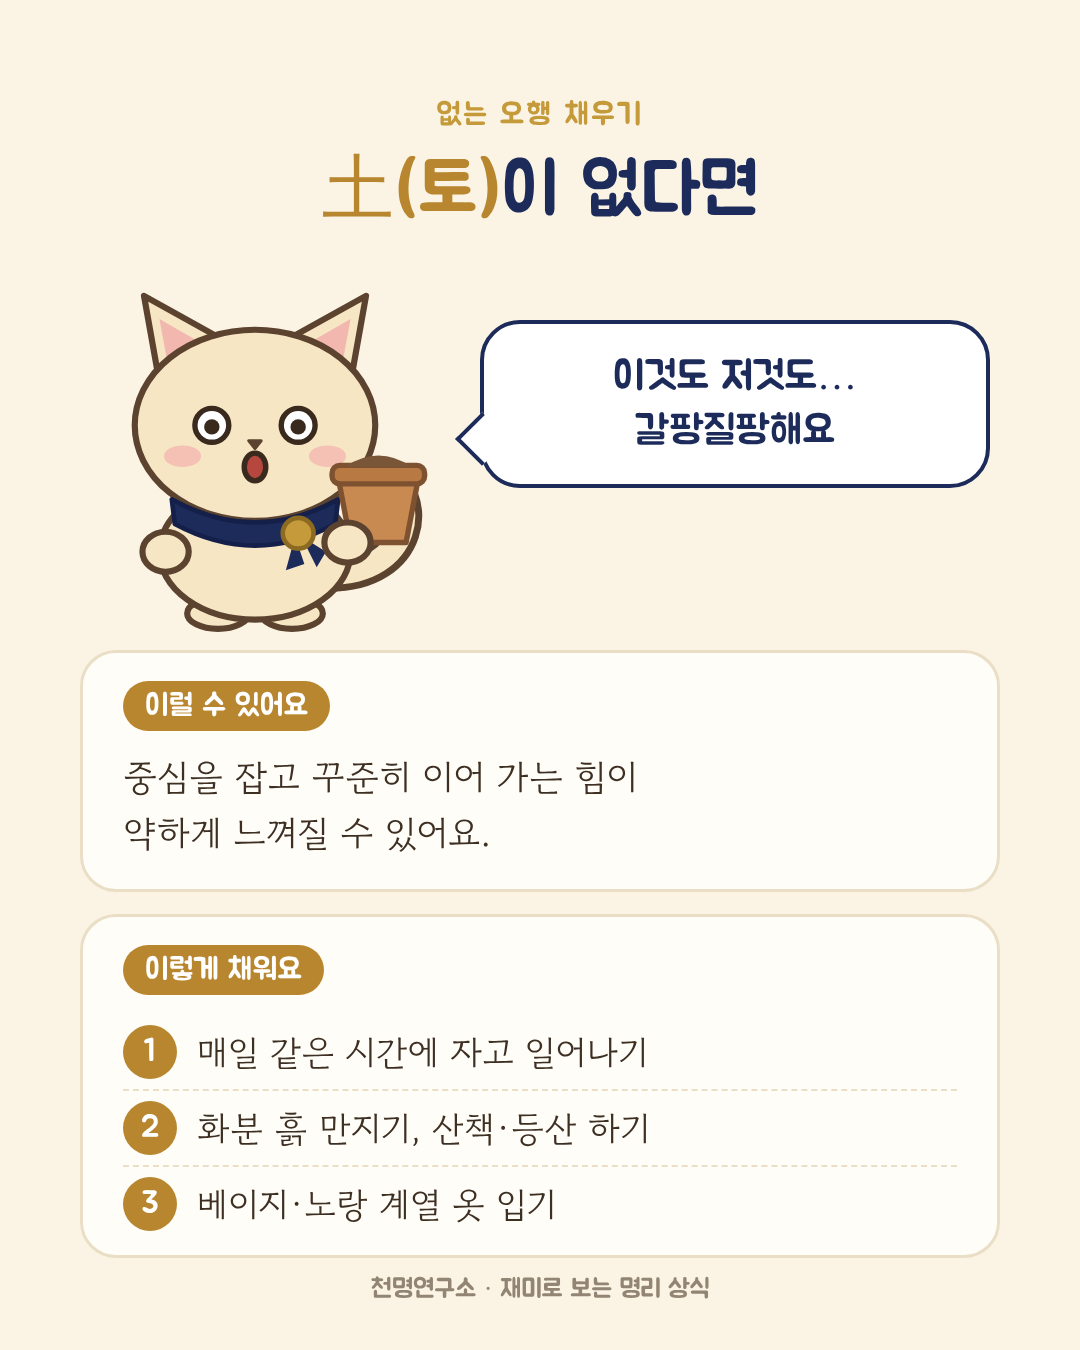 없는 오행 채우기
土(토)이 없다면
이것도 저것도...
갈팡질팡해요
이럴 수 있어요
중심을 잡고 꾸준히 이어 가는 힘이
약하게 느껴질 수 있어요.
이렇게 채워요
1 매일 같은 시간에 자고 일어나기
2 화분 흙 만지기, 산책·등산 하기
3 베이지·노랑 계열 옷 입기
천명연구소 · 재미로 보는 명리 상식